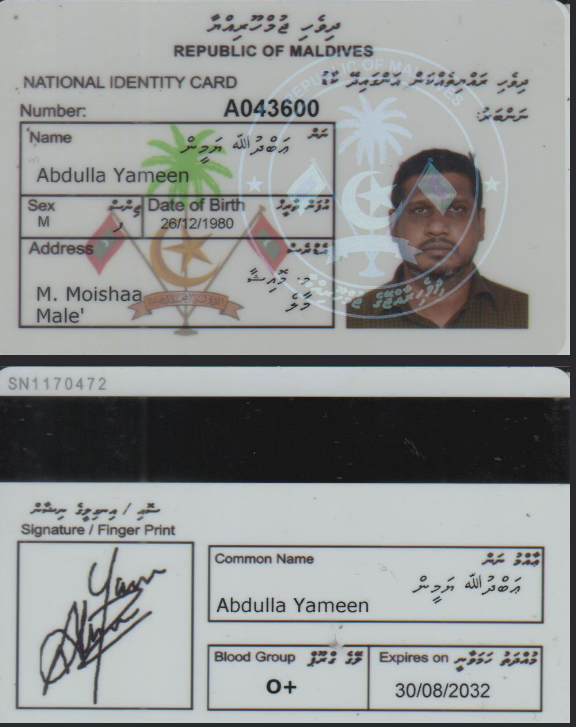 ދިވެހި ޖުމްހޫރިއްޔާ
REPUBLIC OF MALDIVES
NATIONAL IDENTITY CARD
ދިވެހި ރައްޔިތެއްކަން އަންގައިދޭ ކާޑު
Number: A043600 ނަންބަރު:
Name ނަން
ޢަބްދުﷲ ޔަމީން
Abdulla Yameen
Sex ޖިންސް
M ފ
Date of Birth އުފަން ތާރީޚު
26/12/1980
Address އެޑްރެސް
މ. މޮއިޝާ
M. Moishaa
މާލެ
Male'
REPUBLIC OF MALDIVES
SN1170472
ސޮއި / އިނގިލީގެ ނިޝާން
Signature / Finger Print
Common Name އާއްމު ނަން
ޢަބްދުﷲ ޔަމީން
Abdulla Yameen
Blood Group ލޭގެ ގްރޫޕް
O+
Expires on މުއްދަތު ހަމަވާނީ
30/08/2032